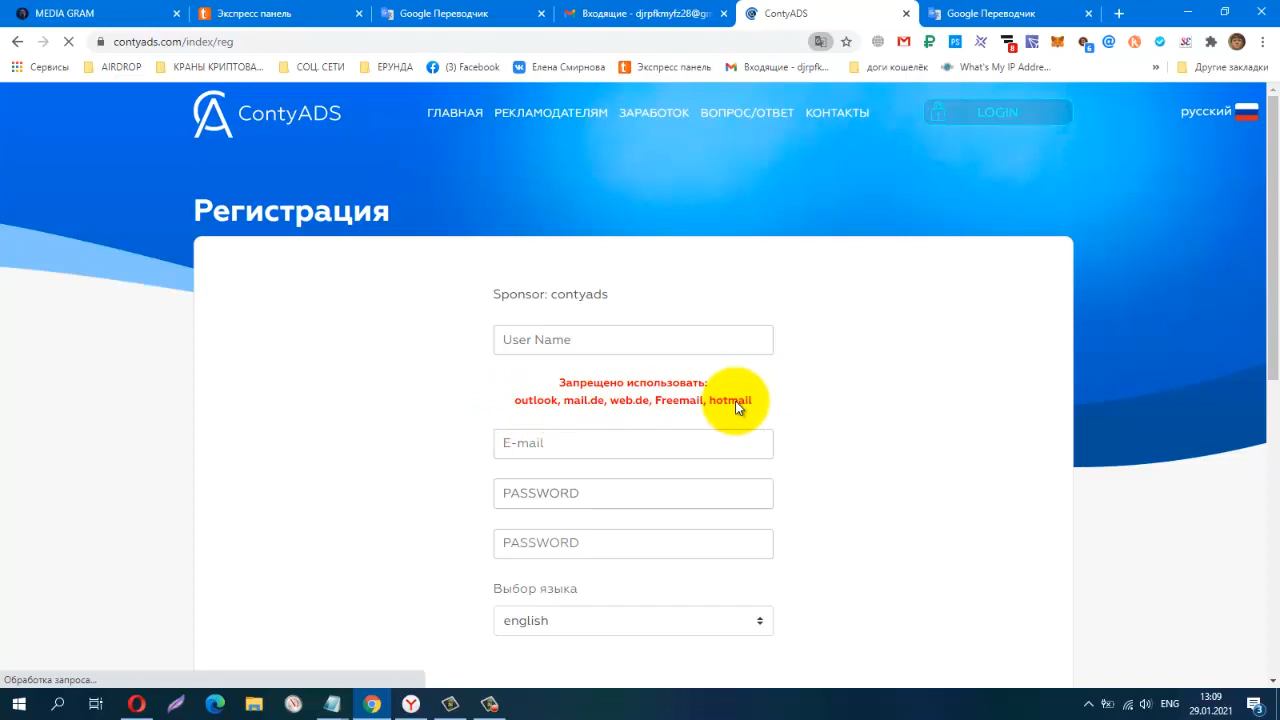 MEDIA GRAM
Экспресс панель
Google Переводчик
Входящие - djrpfkmyfz28@gm
ContyADS
Google Переводчик
contyads.com/index/reg
8
6
Сервисы
AIRDROP
КРАНЫ КРИПТОВА...
СОЦ. СЕТИ
ЕРУНДА
(3) Facebook
Елена Смирнова
Экспресс панель
Входящие - djrpfk...
доги кошелёк
What's My IP Addre...
»
Другие закладки
ContyADS
ГЛАВНАЯ РЕКЛАМОДАТЕЛЯМ ЗАРАБОТОК ВОПРОС/ОТВЕТ КОНТАКТЫ
LOGIN
русский
Регистрация
Sponsor: contyads
User Name
Запрещено использовать:
outlook, mail.de, web.de, Freemail, hotmail
E-mail
PASSWORD
PASSWORD
Выбор языка
english
Обработка запроса...
ENG
13:09
29.01.2021
3